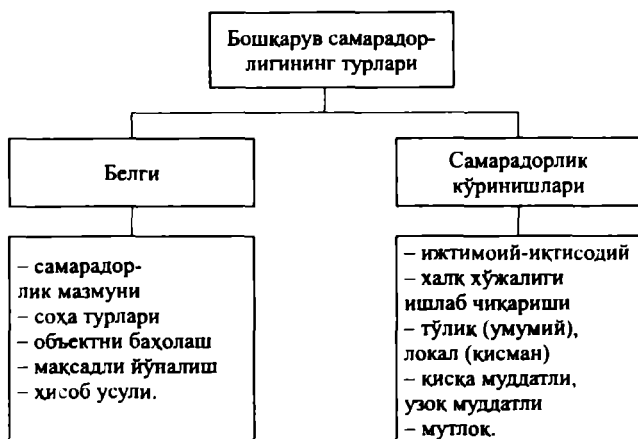 Бошқарув самарадор-
лигининг турлари
Белги
Самарадорлик
кўринишлари
– самарадор-
лик мазмуни
– соҳа турлари
– объектни баҳолаш
– мақсадли йўналиш
– ҳисоб усули.
– ижтимоий-иқтисодий
– халқ хўжалиги
ишлаб чиқариши
– тўлиқ (умумий),
локал (қисман)
– қисқа муддатли,
узоқ муддатли
– мутлоқ.